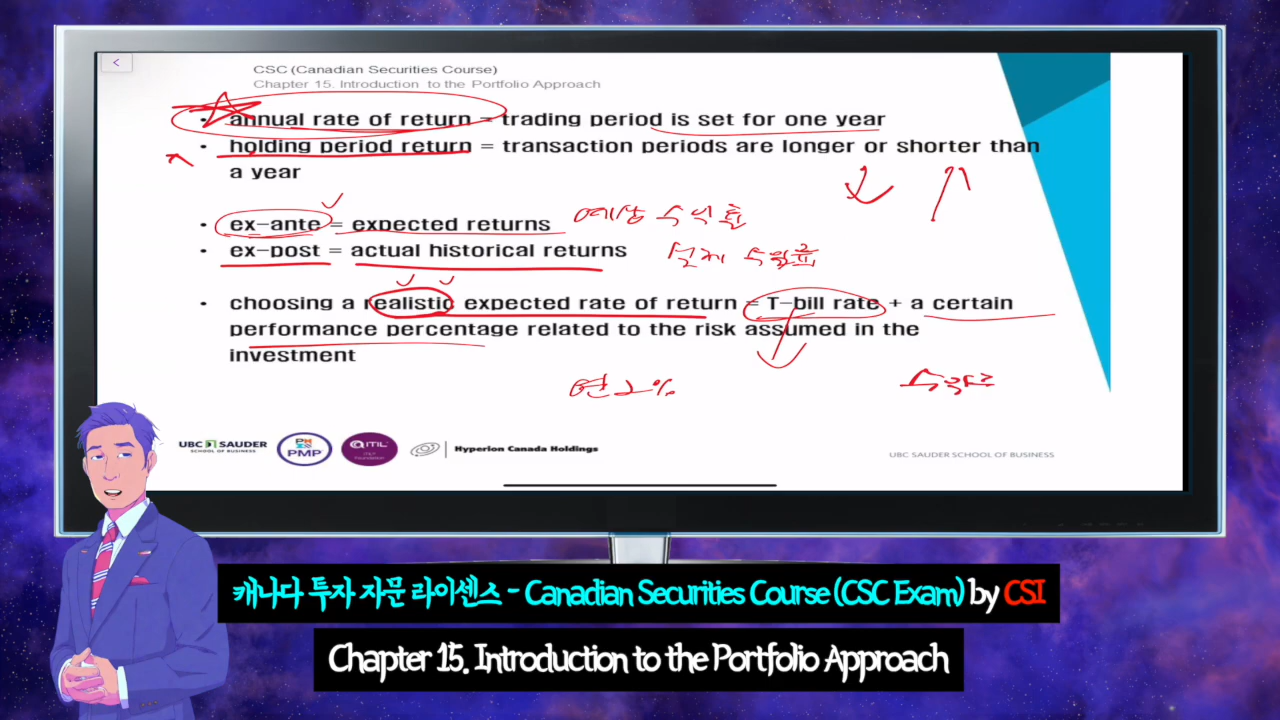 CSC (Canadian Securities Course)
Chapter 15. Introduction to the Portfolio Approach
• annual rate of return = trading period is set for one year
• holding period return = transaction periods are longer or shorter than
a year
• ex-ante = expected returns 예상 수익률
• ex-post = actual historical returns 실제 수익률
• choosing a realistic expected rate of return = T-bill rate + a certain
performance percentage related to the risk assumed in the
investment
연 2%
UBC SAUDER
SCHOOL OF BUSINESS
PMP
ITIL
Foundation
Hyperion Canada Holdings
UBC SAUDER SCHOOL OF BUSINESS
캐나다 투자 자문 라이센스 - Canadian Securities Course (CSC Exam) by CSI
Chapter 15. Introduction to the Portfolio Approach